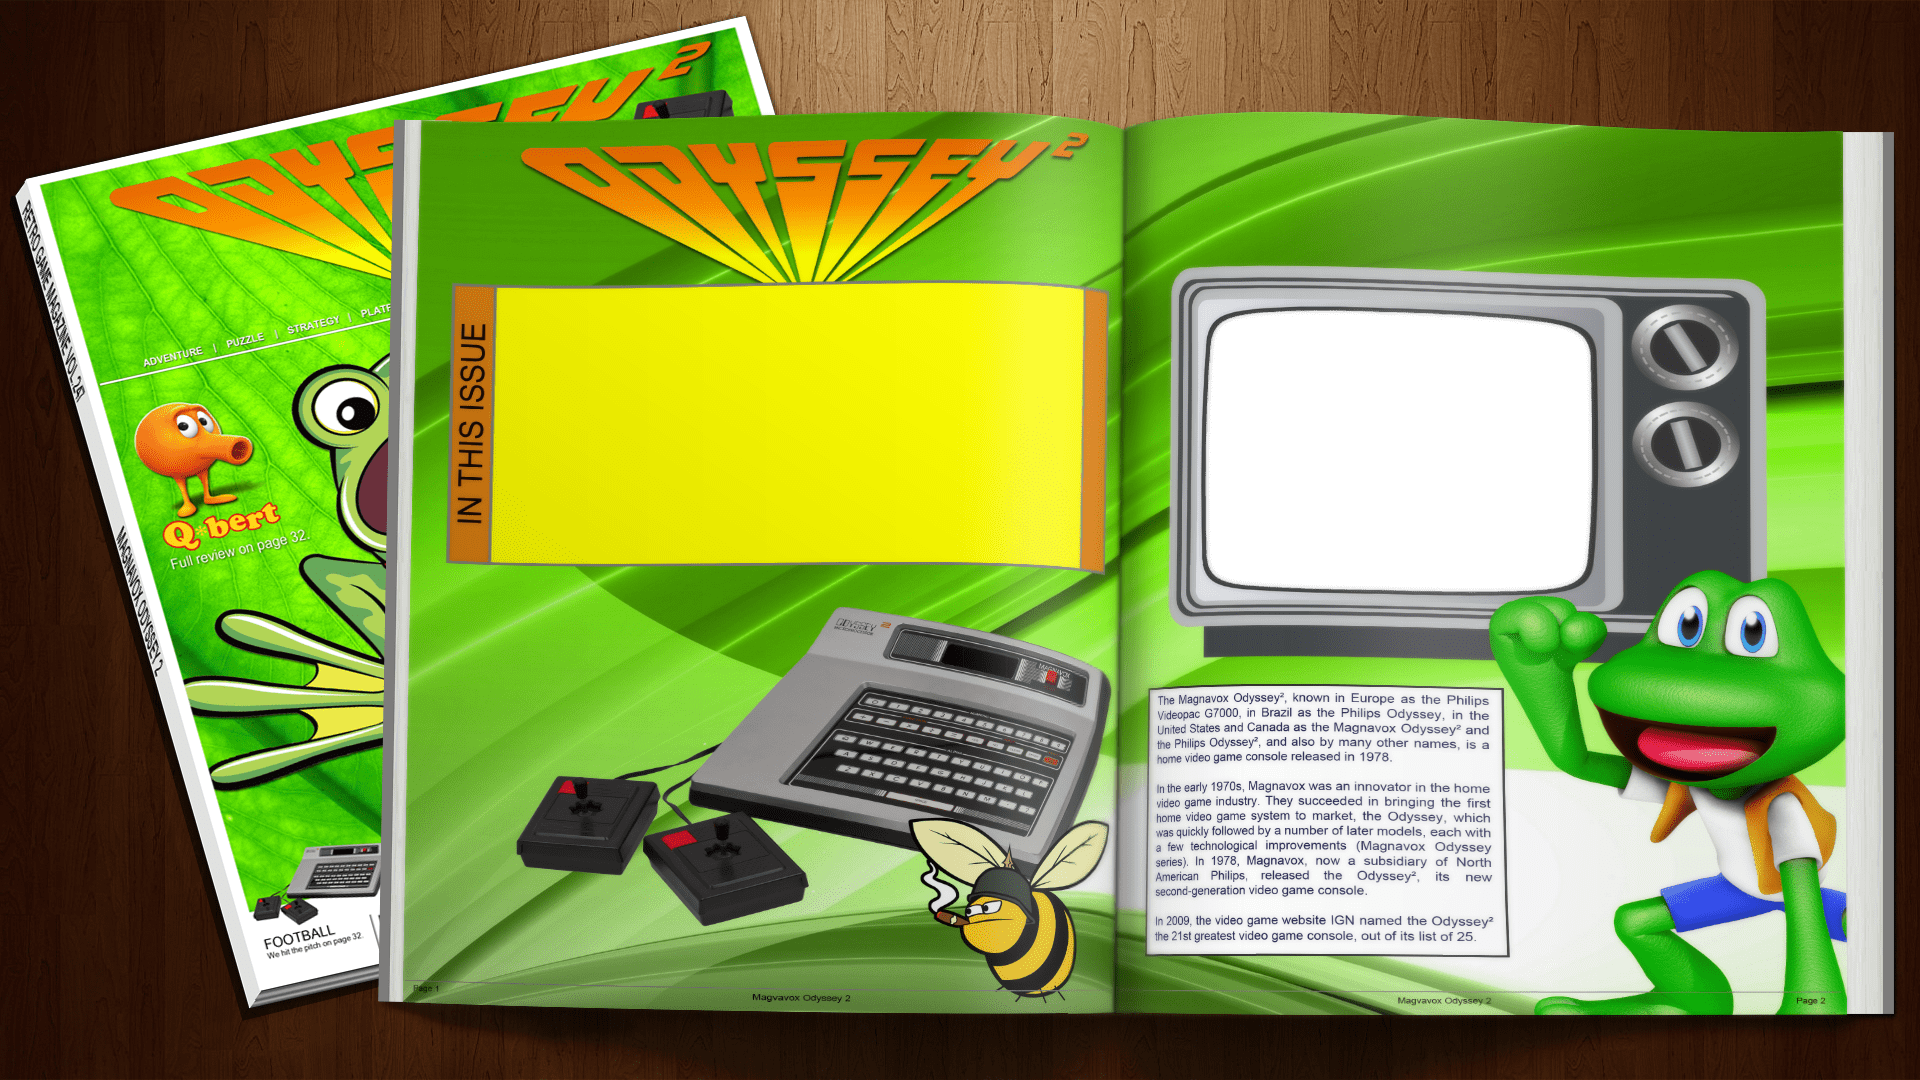 ODYSSEY 2
RETRO GAME MAGAZINE VOL.247
MAGNAVOX ODYSSEY 2
ADVENTURE | PUZZLE | STRATEGY |
Q*bert
Full review on page 32.
FOOTBALL
We hit the pitch on page 32.
ODYSSEY 2
IN THIS ISSUE
ODYSSEY 2
MAGNAVOX
Page 1
Magvavox Odyssey 2
The Magnavox Odyssey², known in Europe as the Philips
Videopac G7000, in Brazil as the Philips Odyssey, in the
United States and Canada as the Magnavox Odyssey² and
the Philips Odyssey², and also by many other names, is a
home video game console released in 1978.
In the early 1970s, Magnavox was an innovator in the home
video game industry. They succeeded in bringing the first
home video game system to market, the Odyssey, which
was quickly followed by a number of later models, each with
a few technological improvements (Magnavox Odyssey
series). In 1978, Magnavox, now a subsidiary of North
American Philips, released the Odyssey², its new
second-generation video game console.
In 2009, the video game website IGN named the Odyssey²
the 21st greatest video game console, out of its list of 25.
Magvavox Odyssey 2
Page 2